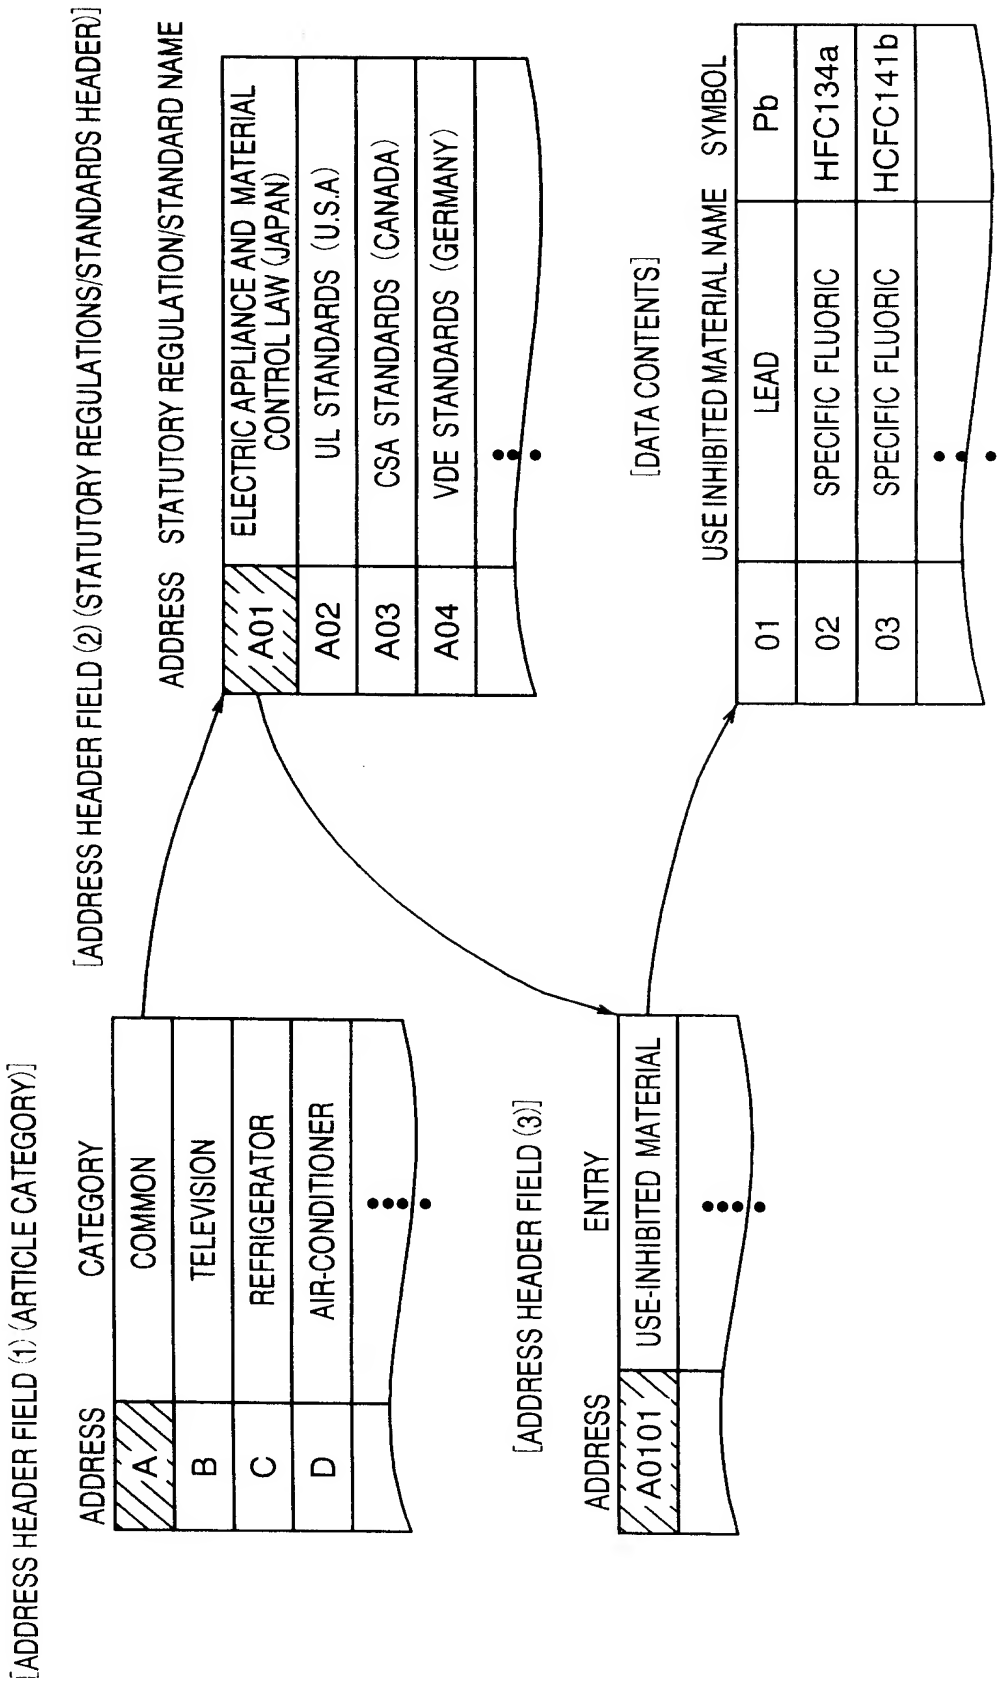 [ADDRESS HEADER FIELD (1) (ARTICLE CATEGORY)]
ADDRESS CATEGORY
A COMMON
B TELEVISION
C REFRIGERATOR
D AIR-CONDITIONER
[ADDRESS HEADER FIELD (2) (STATUTORY REGULATIONS/STANDARDS HEADER)]
ADDRESS STATUTORY REGULATION/STANDARD NAME
A01 ELECTRIC APPLIANCE AND MATERIAL
CONTROL LAW (JAPAN)
A02 UL STANDARDS (U.S.A)
A03 CSA STANDARDS (CANADA)
A04 VDE STANDARDS (GERMANY)
[ADDRESS HEADER FIELD (3)]
ADDRESS ENTRY
A0101 USE-INHIBITED MATERIAL
[DATA CONTENTS]
USE INHIBITED MATERIAL NAME SYMBOL
01 LEAD Pb
02 SPECIFIC FLUORIC HFC134a
03 SPECIFIC FLUORIC HCFC141b